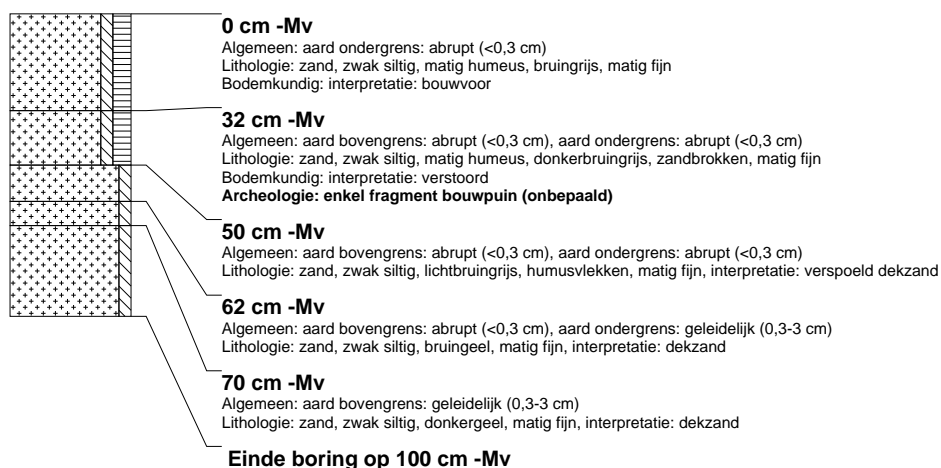 0 cm -Mv
Algemeen: aard ondergrens: abrupt (<0,3 cm)
Lithologie: zand, zwak siltig, matig humeus, bruingrijs, matig fijn
Bodemkundig: interpretatie: bouwvoor
32 cm -Mv
Algemeen: aard bovengrens: abrupt (<0,3 cm), aard ondergrens: abrupt (<0,3 cm)
Lithologie: zand, zwak siltig, matig humeus, donkerbruingrijs, zandbrokken, matig fijn
Bodemkundig: interpretatie: verstoord
Archeologie: enkel fragment bouwpuin (onbepaald)
50 cm -Mv
Algemeen: aard bovengrens: abrupt (<0,3 cm), aard ondergrens: abrupt (<0,3 cm)
Lithologie: zand, zwak siltig, lichtbruingrijs, humusvlekken, matig fijn, interpretatie: verspoeld dekzand
62 cm -Mv
Algemeen: aard bovengrens: abrupt (<0,3 cm), aard ondergrens: geleidelijk (0,3-3 cm)
Lithologie: zand, zwak siltig, bruingeel, matig fijn, interpretatie: dekzand
70 cm -Mv
Algemeen: aard bovengrens: geleidelijk (0,3-3 cm)
Lithologie: zand, zwak siltig, donkergeel, matig fijn, interpretatie: dekzand
Einde boring op 100 cm -Mv